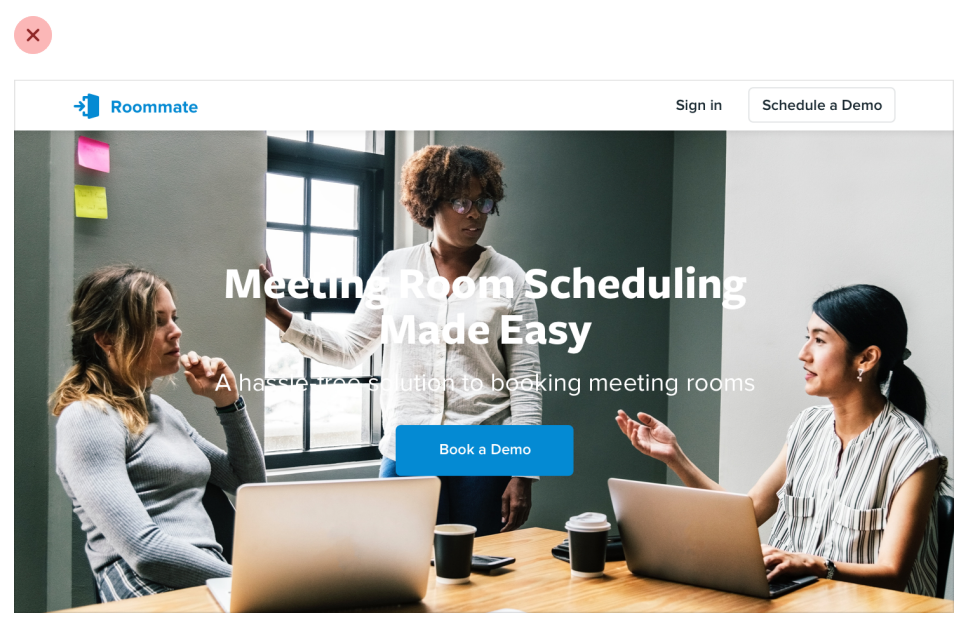 Roommate
Sign in
Schedule a Demo
Meeting Room Scheduling
Made Easy
A hassle-free solution to booking meeting rooms
Book a Demo